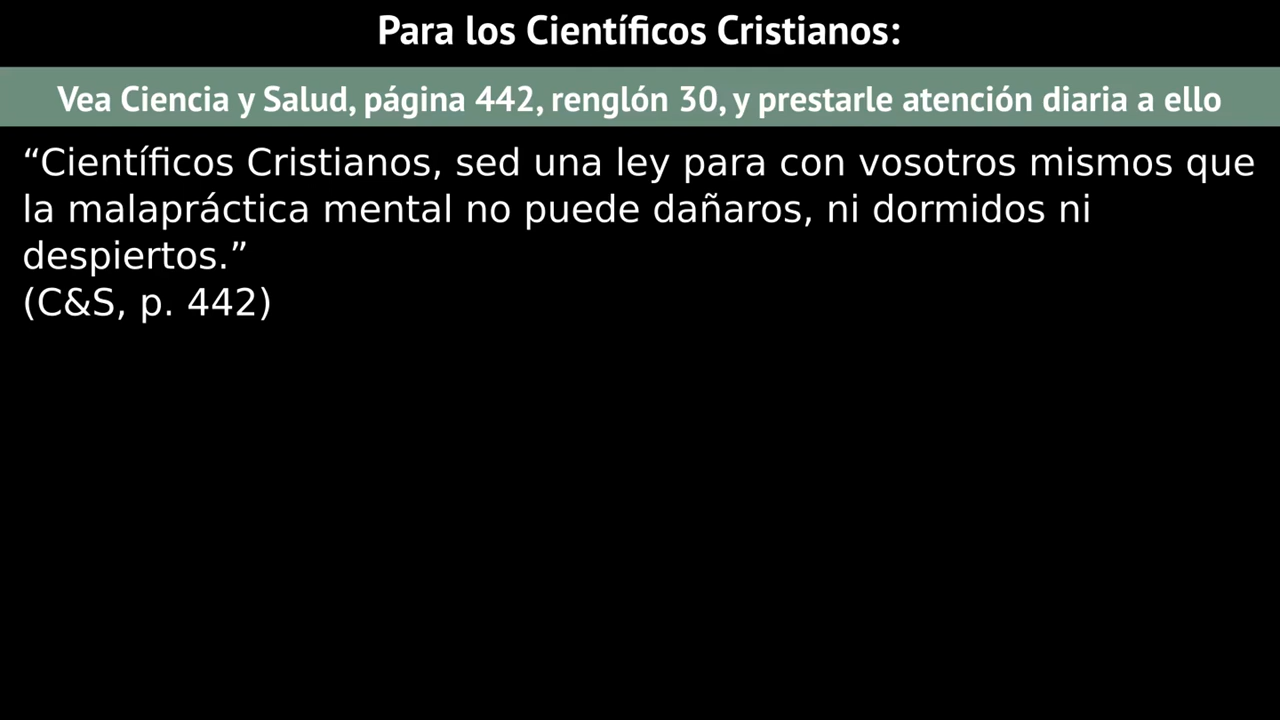 Para los Científicos Cristianos:
Vea Ciencia y Salud, página 442, renglón 30, y prestarle atención diaria a ello
“Científicos Cristianos, sed una ley para con vosotros mismos que
la malapráctica mental no puede dañaros, ni dormidos ni
despiertos.”
(C&S, p. 442)